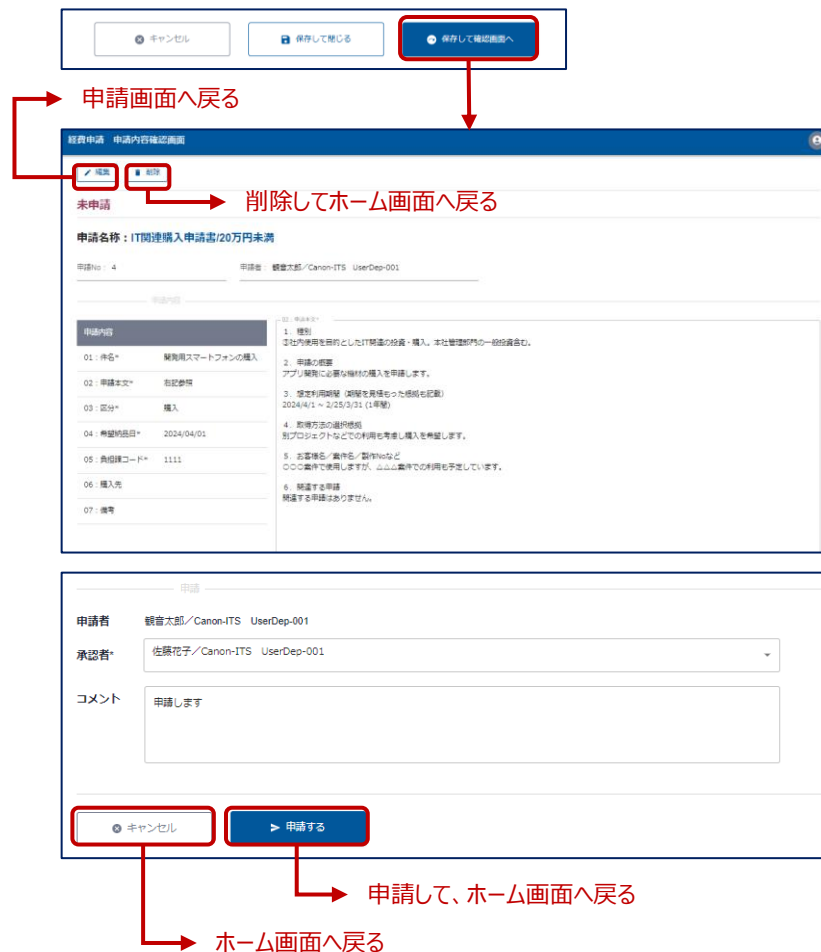 キャンセル
保存して閉じる
保存して確認画面へ
申請画面へ戻る
経費申請 申請内容確認画面
編集
削除
削除してホーム画面へ戻る
未申請
申請名称：IT関連購入申請書/20万円未満
申請No： 4
申請者： 観音太郎／Canon-ITS UserDep-001
申請内容
申請内容
01：件名* 開発用スマートフォンの購入
02：申請本文* 右記参照
03：区分* 購入
04：希望納品日* 2024/04/01
05：負担課コード* 1111
06：購入先
07：備考
02：申請本文*
1．種別
①社内使用を目的としたIT関連の投資・購入。本社管理部門の一般投資含む。
2．申請の概要
アプリ開発に必要な機材の購入を申請します。
3．想定利用期間（期間を見積もった根拠も記載）
2024/4/1 ~ 2/25/3/31 (1年間)
4．取得方法の選択根拠
別プロジェクトなどでの利用も考慮し購入を希望します。
5．お客様名／案件名／製作Noなど
○○○案件で使用しますが、△△△案件での利用も予定しています。
6．関連する申請
関連する申請はありません。
申請
申請者 観音太郎／Canon-ITS UserDep-001
承認者* 佐藤花子／Canon-ITS UserDep-001
コメント 申請します
キャンセル
申請する
申請して、ホーム画面へ戻る
ホーム画面へ戻る